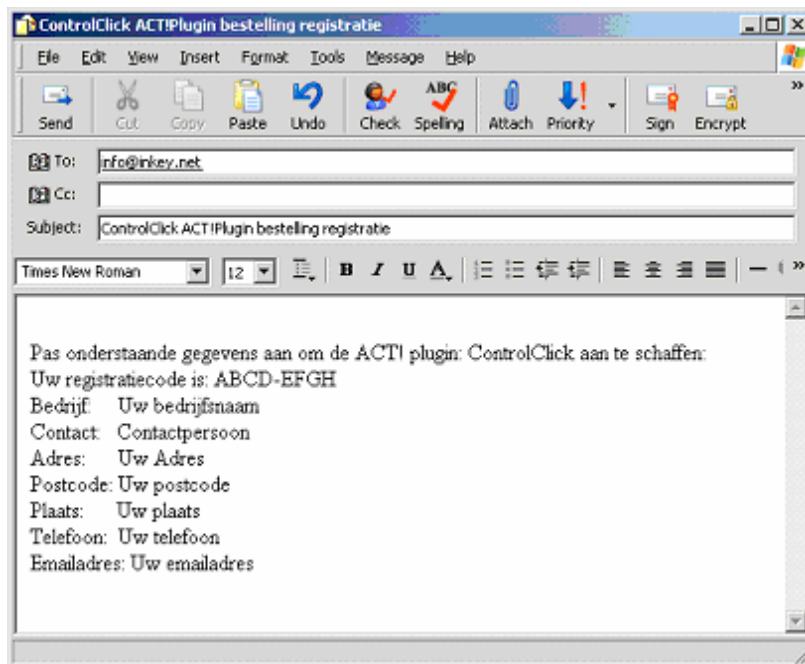 ControlClick ACT!Plugin bestelling registratie
File Edit View Insert Format Tools Message Help
Send Cut Copy Paste Undo Check Spelling Attach Priority Sign Encrypt
ABC
To: info@inkey.net
Cc:
Subject: ControlClick ACT!Plugin bestelling registratie
Times New Roman 12 B I U A
Pas onderstaande gegevens aan om de ACT! plugin: ControlClick aan te schaffen:
Uw registratiecode is: ABCD-EFGH
Bedrijf: Uw bedrijfsnaam
Contact: Contactpersoon
Adres: Uw Adres
Postcode: Uw postcode
Plaats: Uw plaats
Telefoon: Uw telefoon
Emailadres: Uw emailadres